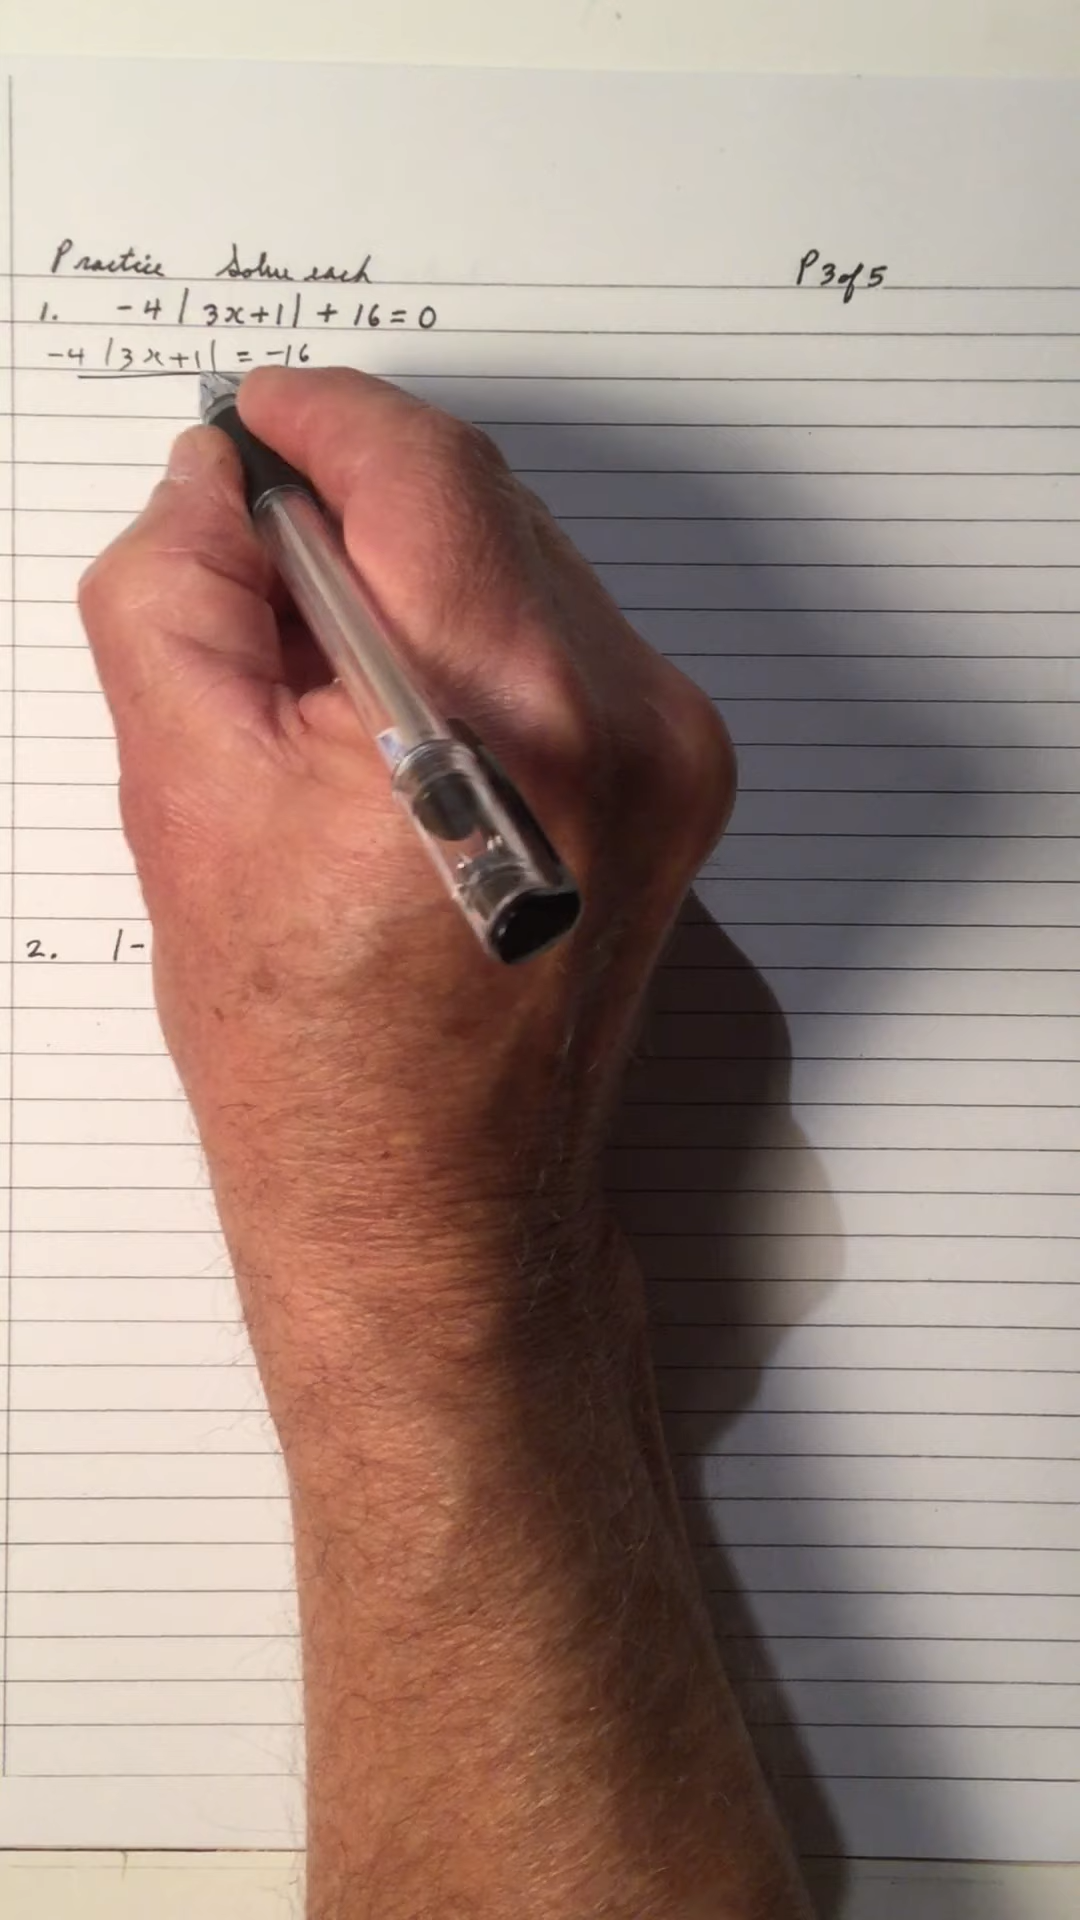 Practice Solve each P 3 of 5
1. -4 | 3x+1 | + 16 = 0
-4 |3x+1| = -16
2. |-